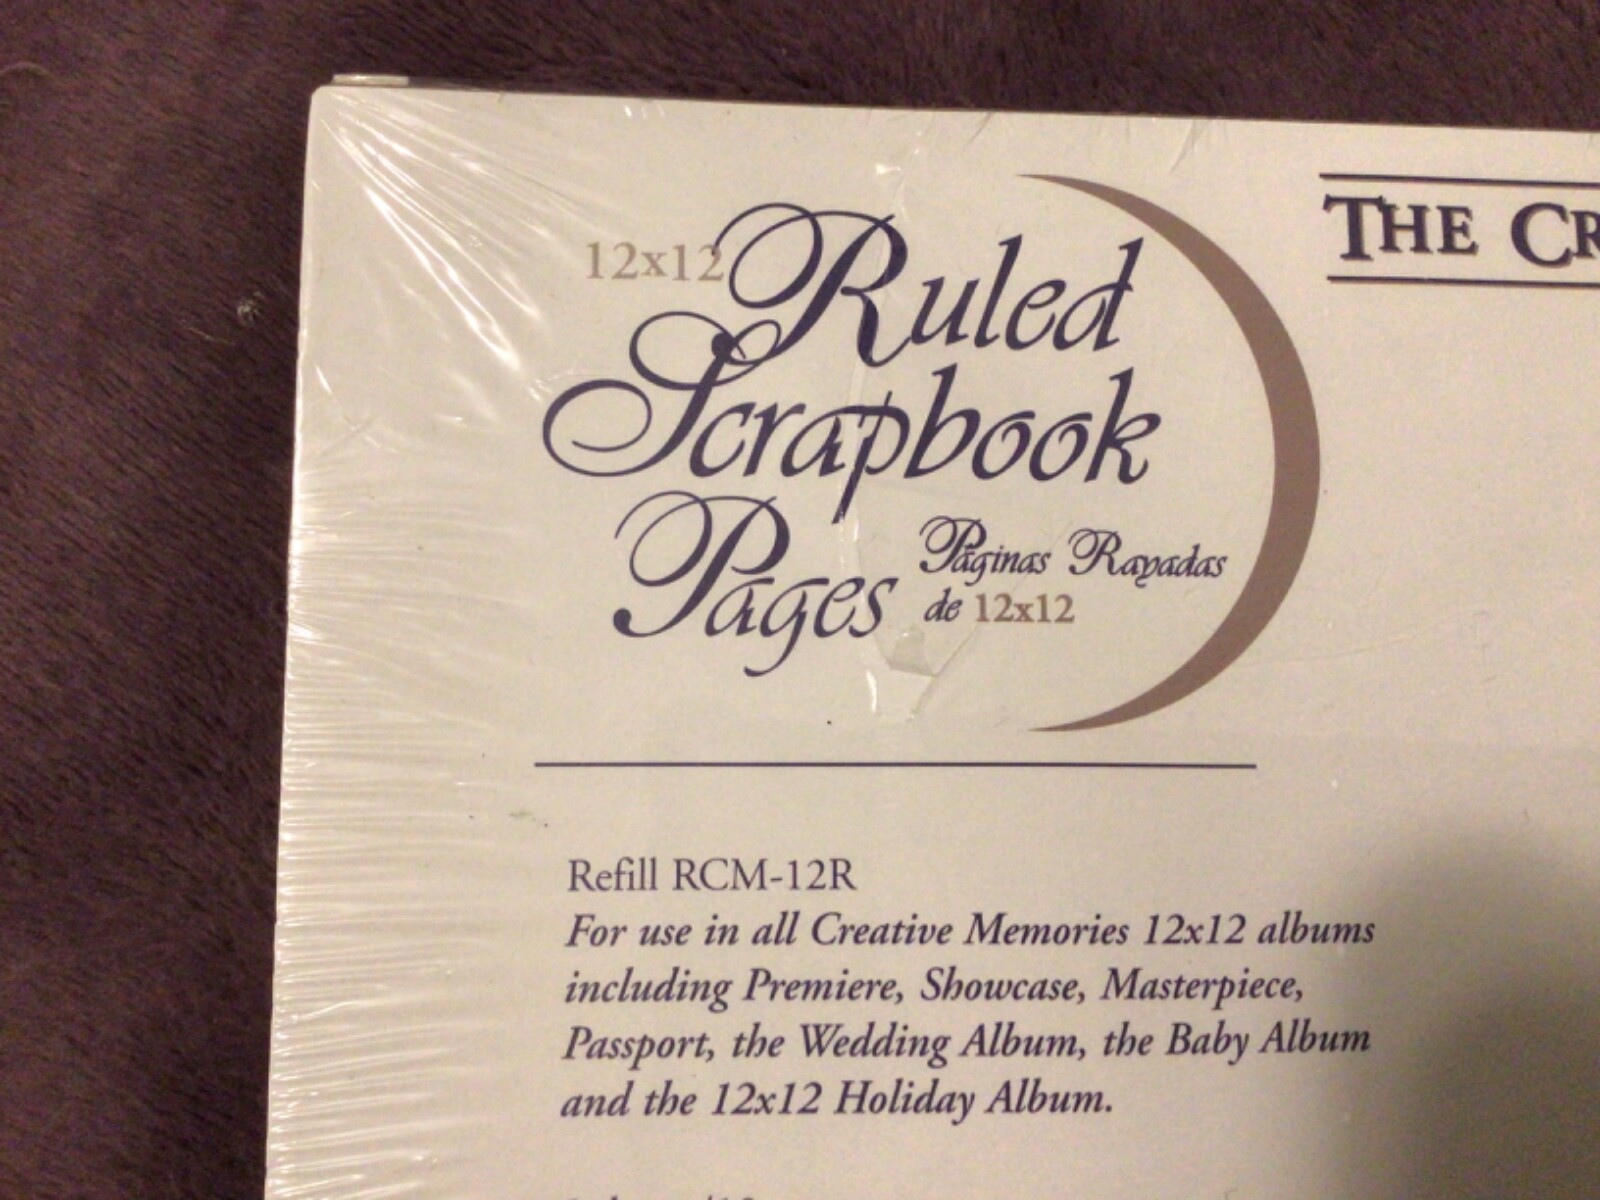 12x12 Ruled
Scrapbook
Pages
Páginas Rayadas
de 12x12
THE CR
Refill RCM-12R
For use in all Creative Memories 12x12 albums
including Premiere, Showcase, Masterpiece,
Passport, the Wedding Album, the Baby Album
and the 12x12 Holiday Album.